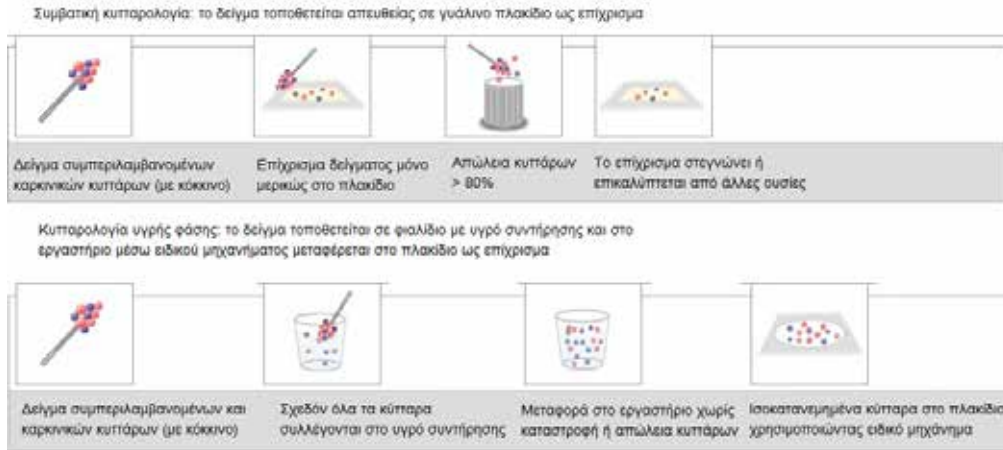 Συμβατική κυτταρολογία: το δείγμα τοποθετείται απευθείας σε γυάλινο πλακίδιο ως επίχρισμα
Δείγμα συμπεριλαμβανομένων
καρκινικών κυττάρων (με κόκκινο)
Επίχρισμα δείγματος μόνο
μερικώς στο πλακίδιο
Απώλεια κυττάρων
> 80%
Το επίχρισμα στεγνώνει ή
επικαλύπτεται από άλλες ουσίες
Κυτταρολογία υγρής φάσης: το δείγμα τοποθετείται σε φιαλίδιο με υγρό συντήρησης και στο
εργαστήριο μέσω ειδικού μηχανήματος μεταφέρεται στο πλακίδιο ως επίχρισμα
Δείγμα συμπεριλαμβανομένων και
καρκινικών κυττάρων (με κόκκινο)
Σχεδόν όλα τα κύτταρα
συλλέγονται στο υγρό συντήρησης
Μεταφορά στο εργαστήριο χωρίς
καταστροφή ή απώλεια κυττάρων
Ισοκατανεμημένα κύτταρα στο πλακίδιο
χρησιμοποιώντας ειδικό μηχάνημα